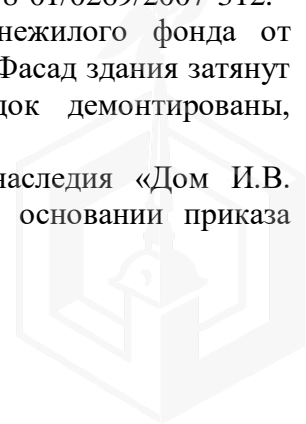 8-01/0269/2007-312.
нежилого фонда от
Фасад здания затянут
док демонтированы,
наследия «Дом И.В.
основании приказа